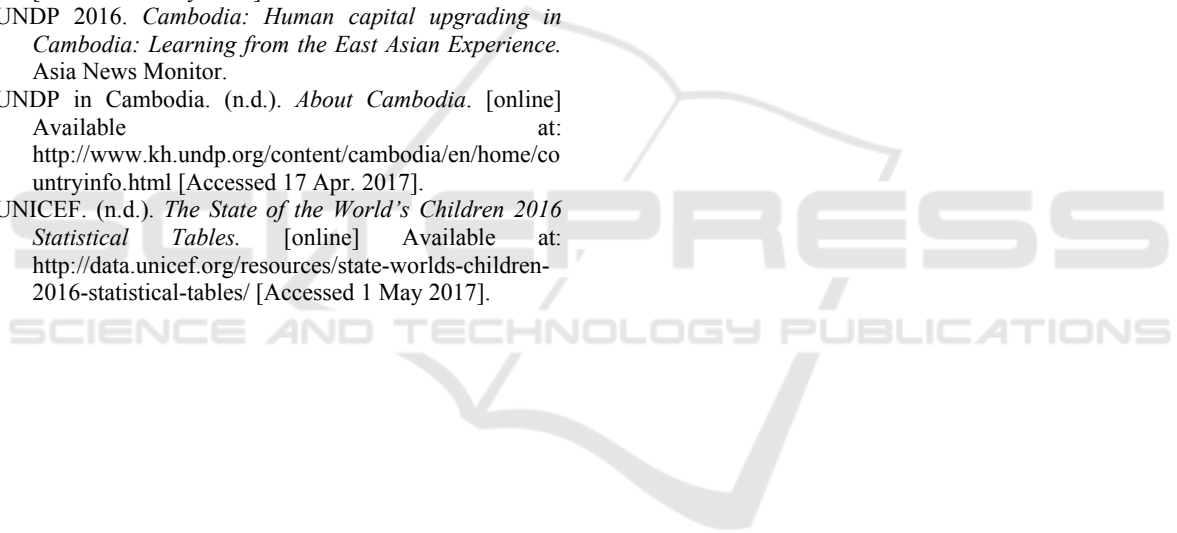 UNDP 2016. Cambodia: Human capital upgrading in
Cambodia: Learning from the East Asian Experience.
Asia News Monitor.
UNDP in Cambodia. (n.d.). About Cambodia. [online]
Available at:
http://www.kh.undp.org/content/cambodia/en/home/co
untryinfo.html [Accessed 17 Apr. 2017].
UNICEF. (n.d.). The State of the World's Children 2016
Statistical Tables. [online] Available at:
http://data.unicef.org/resources/state-worlds-children-
2016-statistical-tables/ [Accessed 1 May 2017].
SCITEPRESS
SCIENCE AND TECHNOLOGY PUBLICATIONS